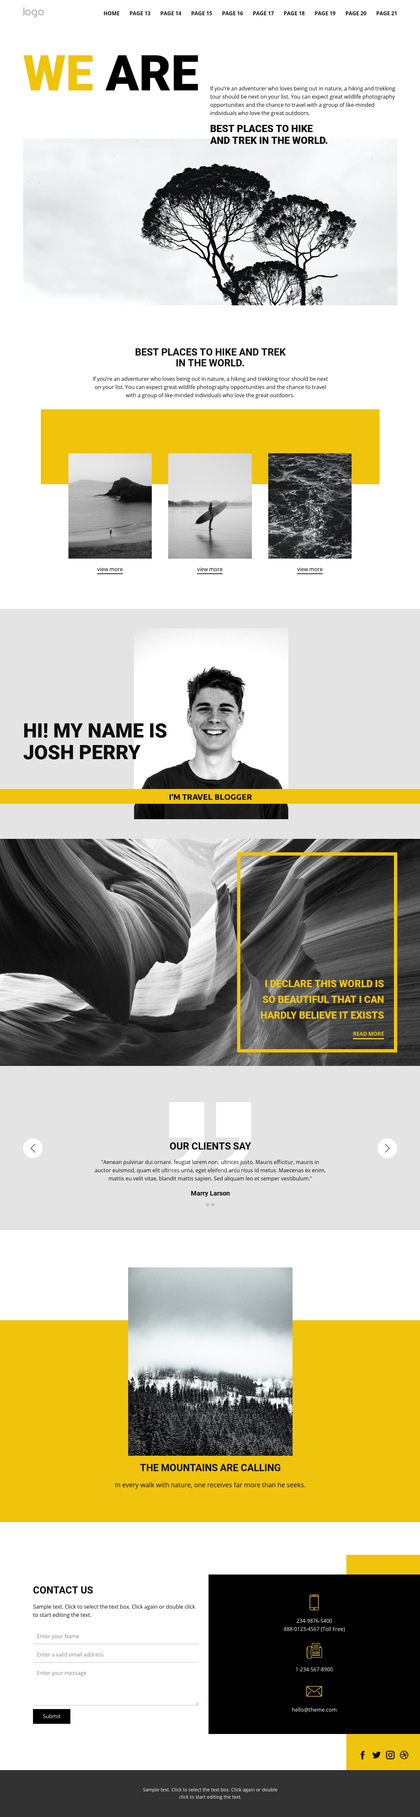 logo
HOME PAGE 13 PAGE 14 PAGE 15 PAGE 16 PAGE 17 PAGE 18 PAGE 19 PAGE 20 PAGE 21
WE ARE
If you're an adventurer who loves being out in nature, a hiking and trekking
tour should be next on your list. You can expect great wildlife photography
opportunities and the chance to travel with a group of like-minded
individuals who love the great outdoors.
BEST PLACES TO HIKE
AND TREK IN THE WORLD.
BEST PLACES TO HIKE AND TREK
IN THE WORLD.
If you're an adventurer who loves being out in nature, a hiking and trekking tour should be next
on your list. You can expect great wildlife photography opportunities and the chance to travel
with a group of like-minded individuals who love the great outdoors.
view more
view more
view more
HI! MY NAME IS
JOSH PERRY
I'M TRAVEL BLOGGER
I DECLARE THIS WORLD IS
SO BEAUTIFUL THAT I CAN
HARDLY BELIEVE IT EXISTS
READ MORE
OUR CLIENTS SAY
"Aenean pulvinar dui ornare, feugiat lorem non, ultrices justo. Mauris efficitur, mauris in
auctor euismod, quam elit ultrices urna, eget eleifend arcu risus id metus. Maecenas ex enim,
mattis eu velit vitae, blandit mattis sapien. Sed aliquam leo et semper vestibulum."
Marry Larson
THE MOUNTAINS ARE CALLING
In every walk with nature, one receives far more than he seeks.
CONTACT US
Sample text. Click to select the text box. Click again or double click
to start editing the text.
Enter your Name
Enter a valid email address
Enter your message
Submit
234-9876-5400
888-0123-4567 (Toll Free)
1-234-567-8900
hello@theme.com
Sample text. Click to select the text box. Click again or double
click to start editing the text.